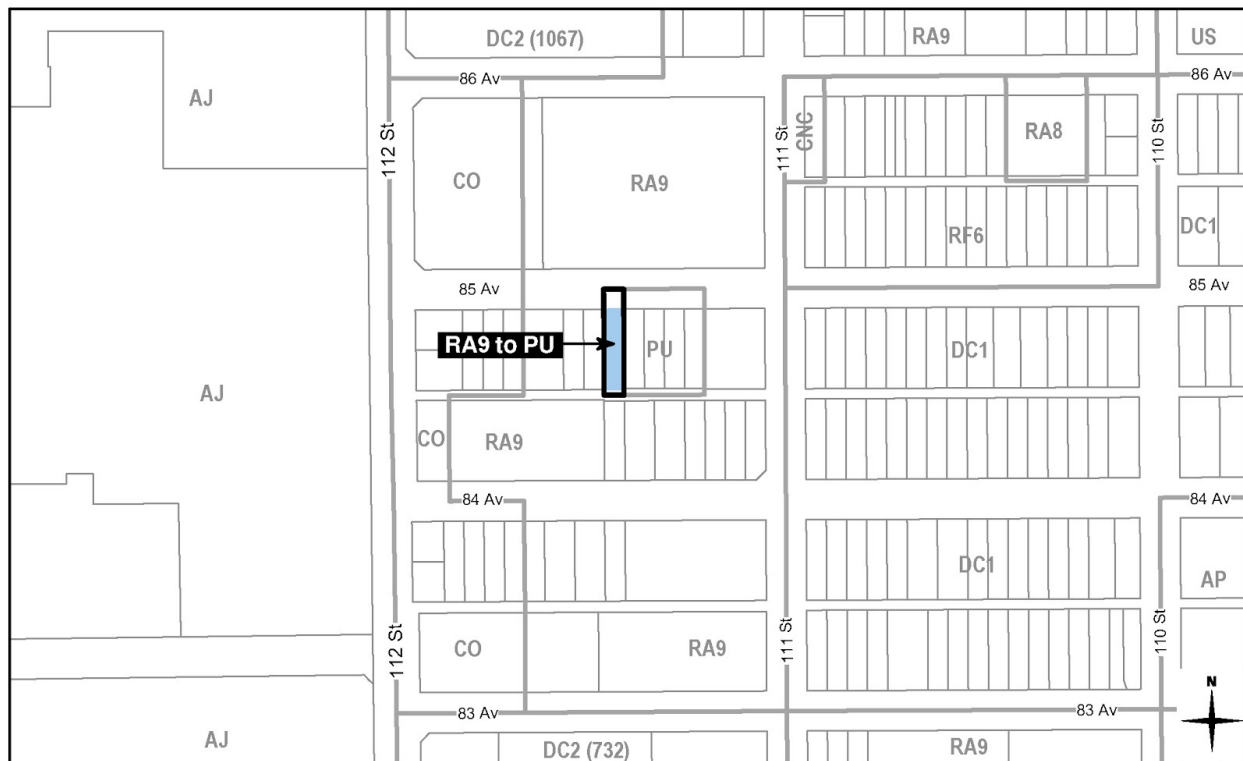 DC2 (1067)
RA9
US
86 Av
86 Av
AJ
112 St
CO
RA9
111 St
CNC
RA8
110 St
RF6
DC1
85 Av
85 Av
RA9 to PU
PU
DC1
AJ
CO
RA9
84 Av
84 Av
DC1
AP
112 St
CO
RA9
111 St
110 St
N
83 Av
83 Av
AJ
DC2 (732)
RA9